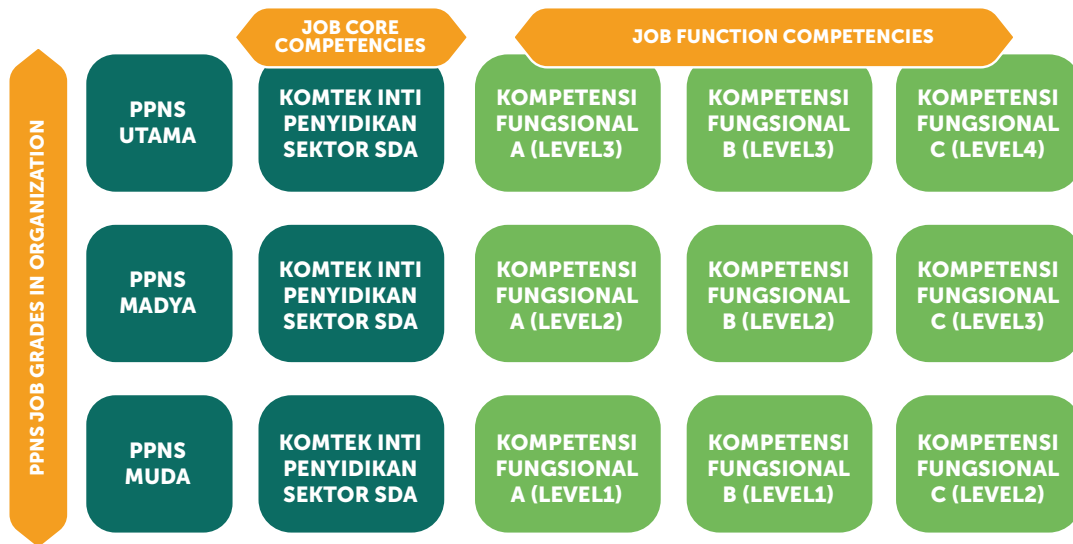 JOB CORE
COMPETENCIES
JOB FUNCTION COMPETENCIES
PPNS JOB GRADES IN ORGANIZATION
PPNS
UTAMA
KOMTEK INTI
PENYIDIKAN
SEKTOR SDA
KOMPETENSI
FUNGSIONAL
A (LEVEL3)
KOMPETENSI
FUNGSIONAL
B (LEVEL3)
KOMPETENSI
FUNGSIONAL
C (LEVEL4)
PPNS
MADYA
KOMTEK INTI
PENYIDIKAN
SEKTOR SDA
KOMPETENSI
FUNGSIONAL
A (LEVEL2)
KOMPETENSI
FUNGSIONAL
B (LEVEL2)
KOMPETENSI
FUNGSIONAL
C (LEVEL3)
PPNS
MUDA
KOMTEK INTI
PENYIDIKAN
SEKTOR SDA
KOMPETENSI
FUNGSIONAL
A (LEVEL1)
KOMPETENSI
FUNGSIONAL
B (LEVEL1)
KOMPETENSI
FUNGSIONAL
C (LEVEL2)